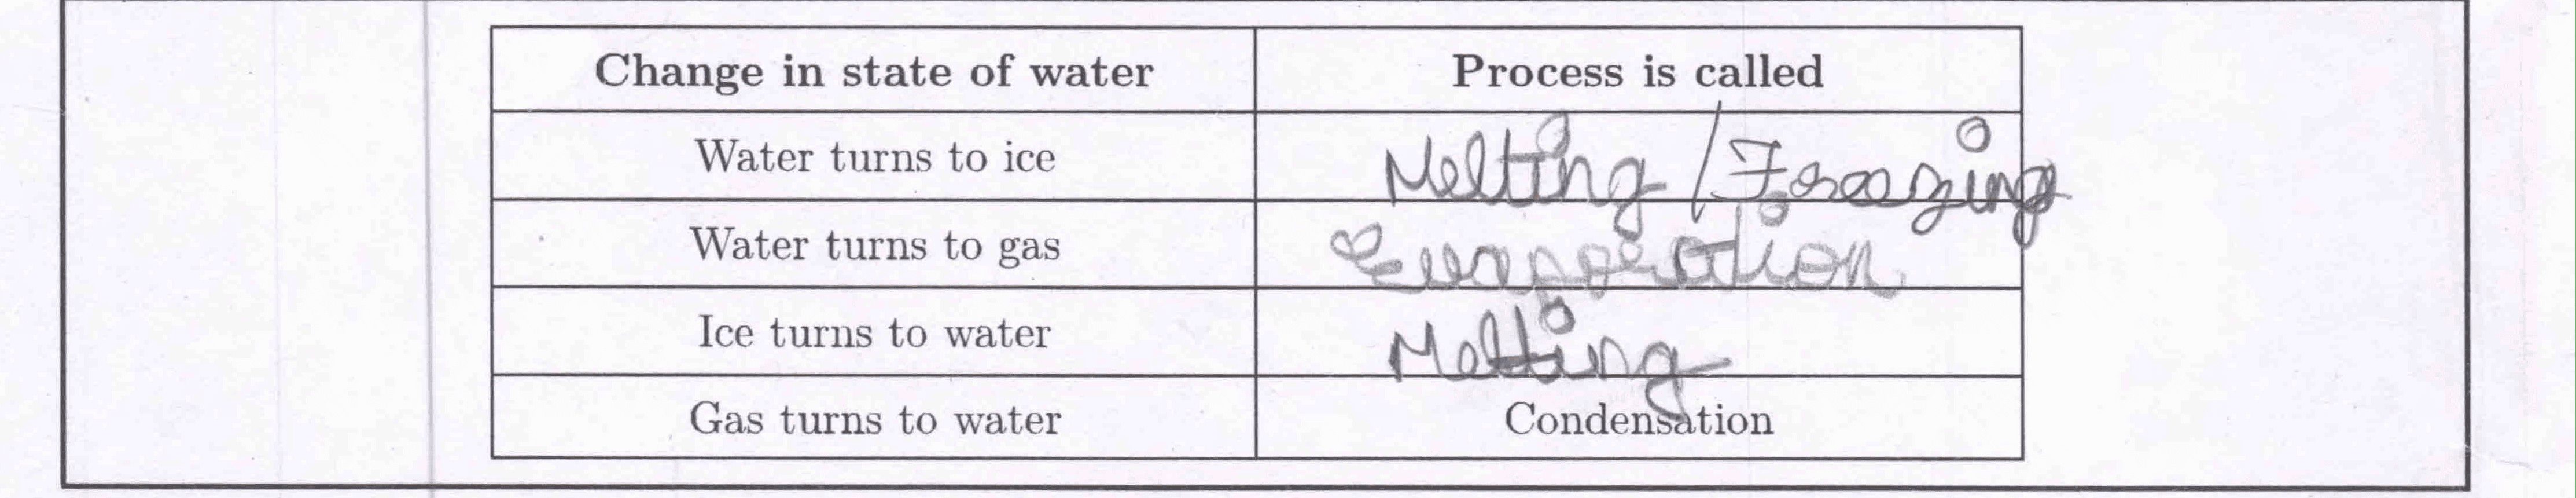 Change in state of water Process is called
Water turns to ice Melting / Freezing
Water turns to gas Evaporation
Ice turns to water Melting
Gas turns to water Condensation